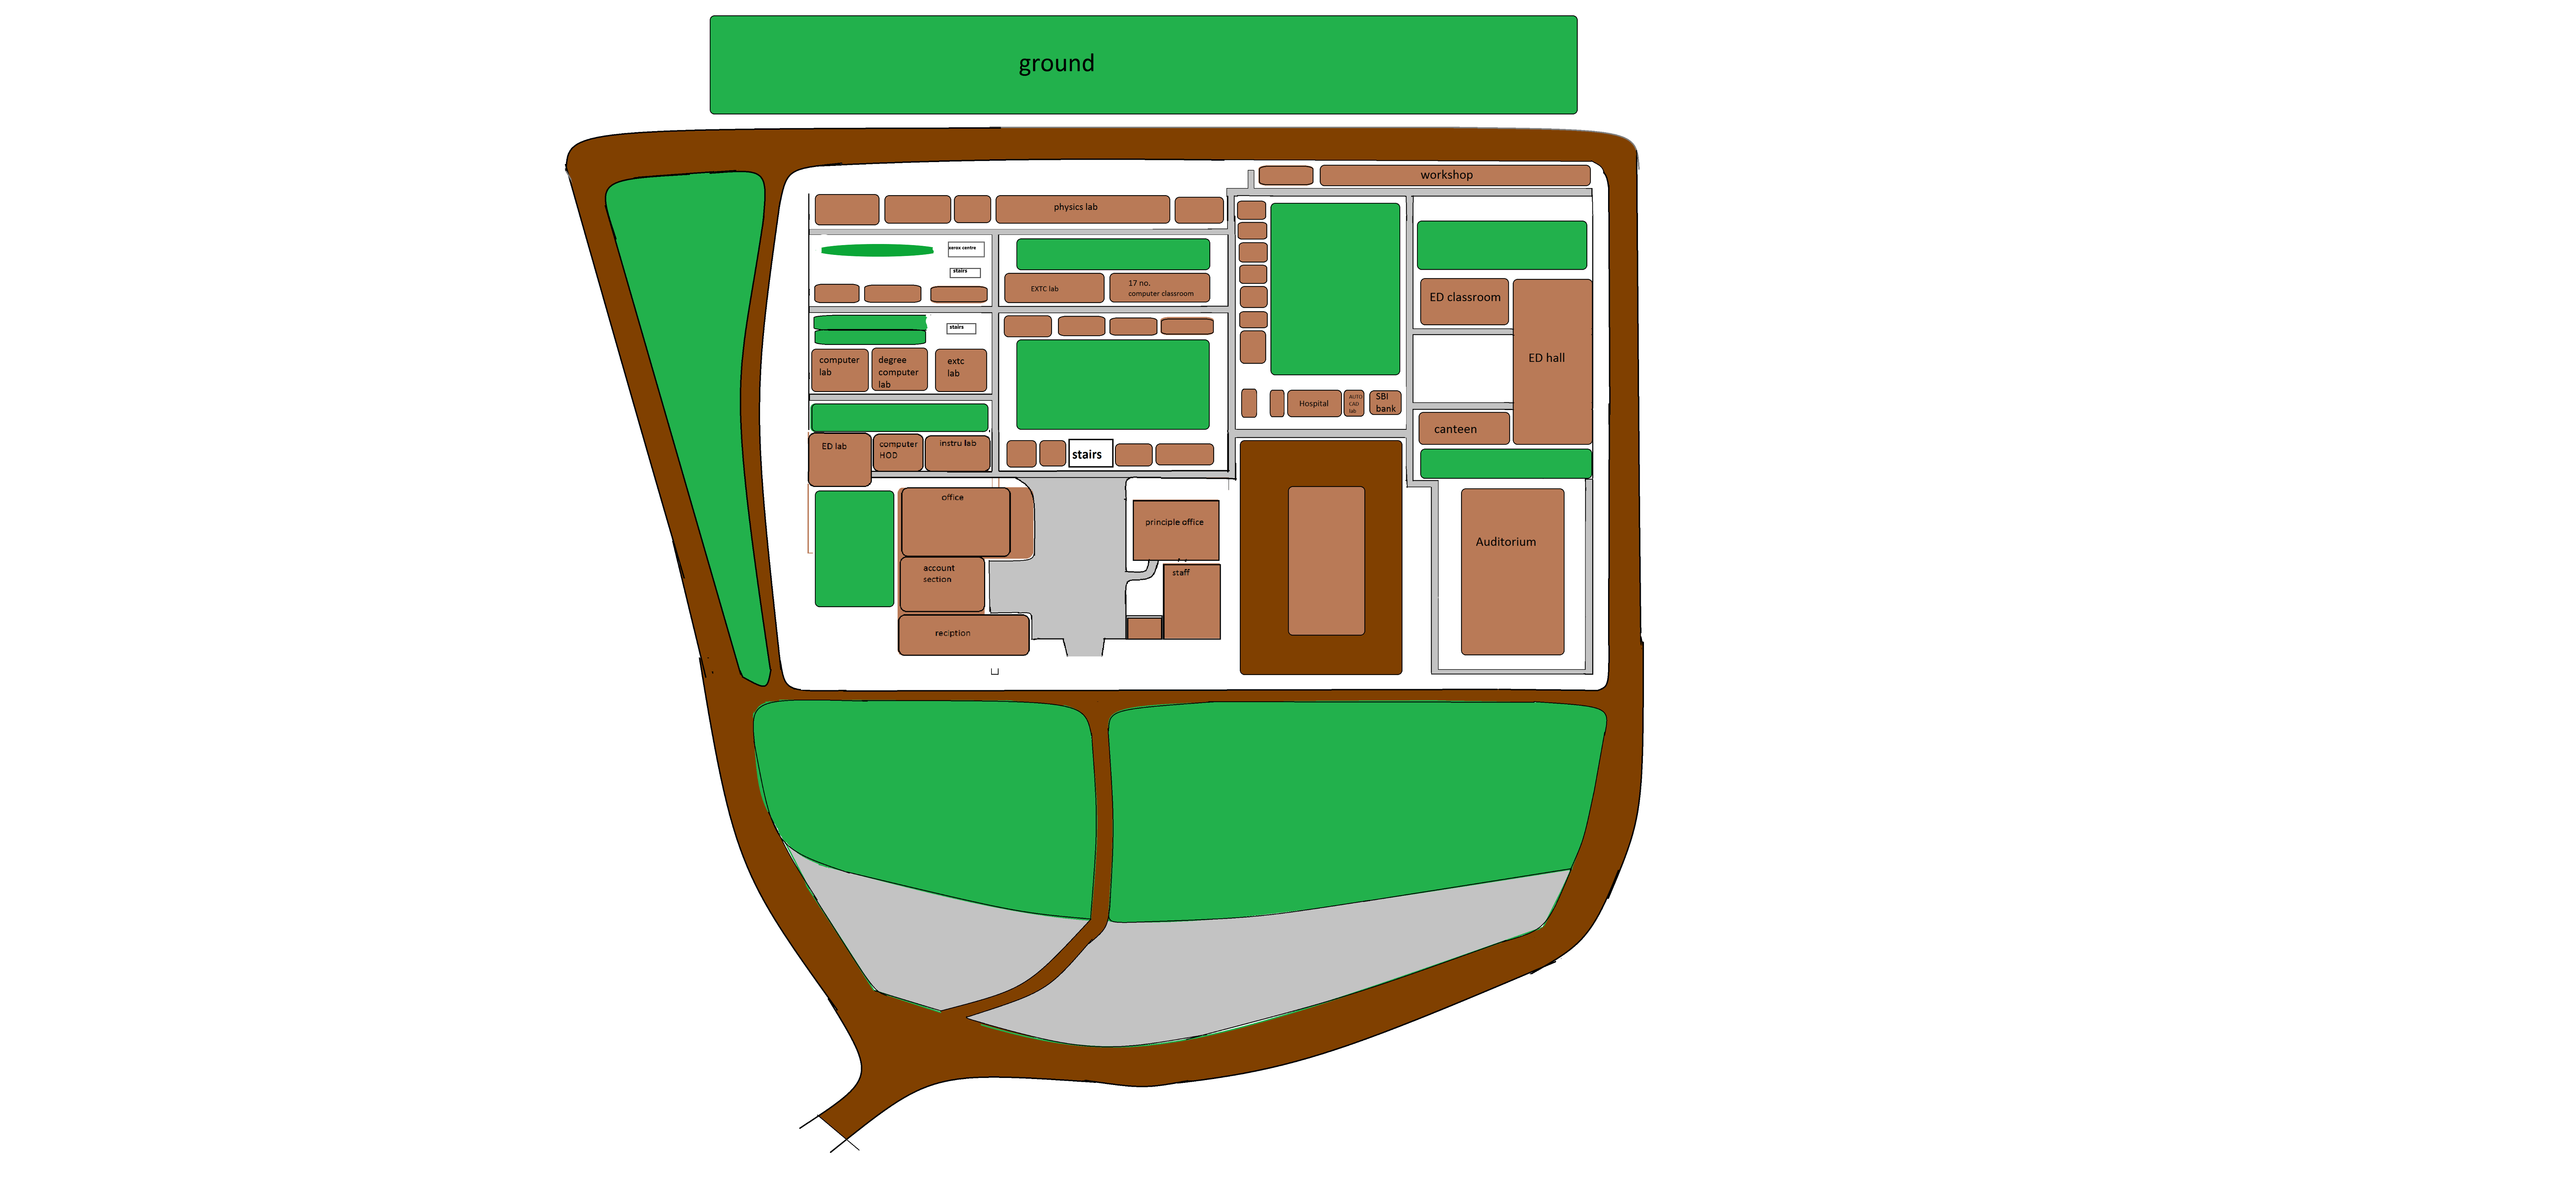 ground
workshop
physics lab
xerox centre
stairs
EXTC lab
17 no.
computer classroom
ED classroom
stairs
ED hall
computer
lab
degree
computer
lab
extc
lab
Hospital
AUTO
CAD
lab
SBI
bank
canteen
ED lab
computer
HOD
instru lab
stairs
office
principle office
Auditorium
account
section
staff
reciption